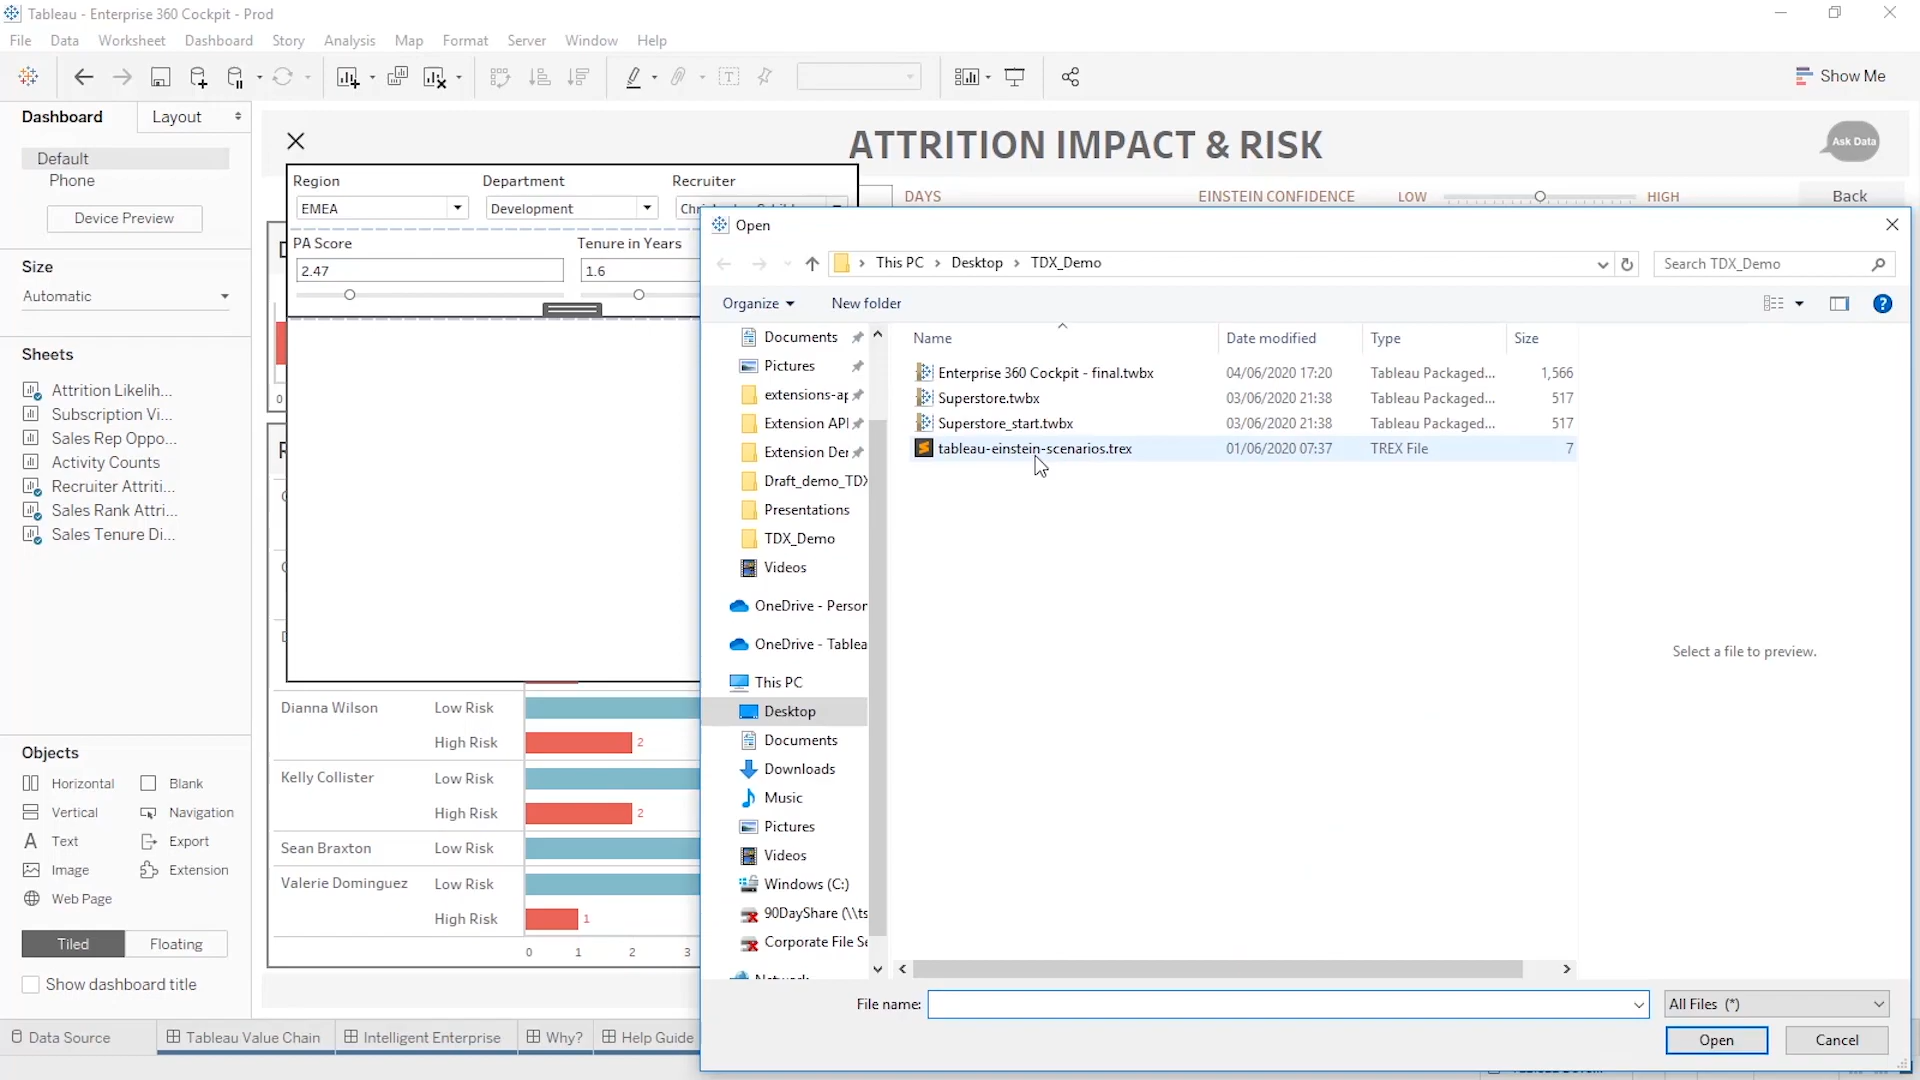 Tableau - Enterprise 360 Cockpit - Prod
File Data Worksheet Dashboard Story Analysis Map Format Server Window Help
Show Me
Dashboard Layout
Default
Phone
Device Preview
Size
Automatic
Sheets
Attrition Likelih...
Subscription Vi...
Sales Rep Oppo...
Activity Counts
Recruiter Attriti...
Sales Rank Attri...
Sales Tenure Di...
Objects
Horizontal Blank
Vertical Navigation
Text Export
Image Extension
Web Page
Tiled Floating
Show dashboard title
ATTRITION IMPACT & RISK
Ask Data
DAYS EINSTEIN CONFIDENCE LOW HIGH Back
Region Department Recruiter
EMEA Development
PA Score Tenure in Years
2.47 1.6
0
Dianna Wilson Low Risk
High Risk 2
Kelly Collister Low Risk
High Risk 2
Sean Braxton Low Risk
Valerie Dominguez Low Risk
High Risk 1
0 1 2 3
Open
This PC Desktop TDX_Demo
Search TDX_Demo
Organize New folder
Documents
Pictures
extensions-ap
Extension API
Extension Der
Draft_demo_TDX
Presentations
TDX_Demo
Videos
OneDrive - Person
OneDrive - Tablea
This PC
Desktop
Documents
Downloads
Music
Pictures
Videos
Windows (C:)
90DayShare (\\ts
Corporate File Se
Name Date modified Type Size
Enterprise 360 Cockpit - final.twbx 04/06/2020 17:20 Tableau Packaged... 1,566
Superstore.twbx 03/06/2020 21:38 Tableau Packaged... 517
Superstore_start.twbx 03/06/2020 21:38 Tableau Packaged... 517
tableau-einstein-scenarios.trex 01/06/2020 07:37 TREX File 7
Select a file to preview.
File name: All Files (*)
Open Cancel
Data Source Tableau Value Chain Intelligent Enterprise Why? Help Guide